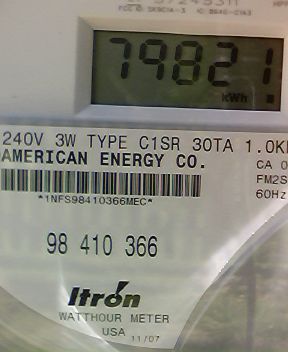 79821
kWh
240V 3W TYPE C1SR 30TA 1.0K
AMERICAN ENERGY CO.
CA 0
FM2S
60Hz
*1NFS98410366MEC*
98 410 366
Itron
WATTHOUR METER
USA 11/07